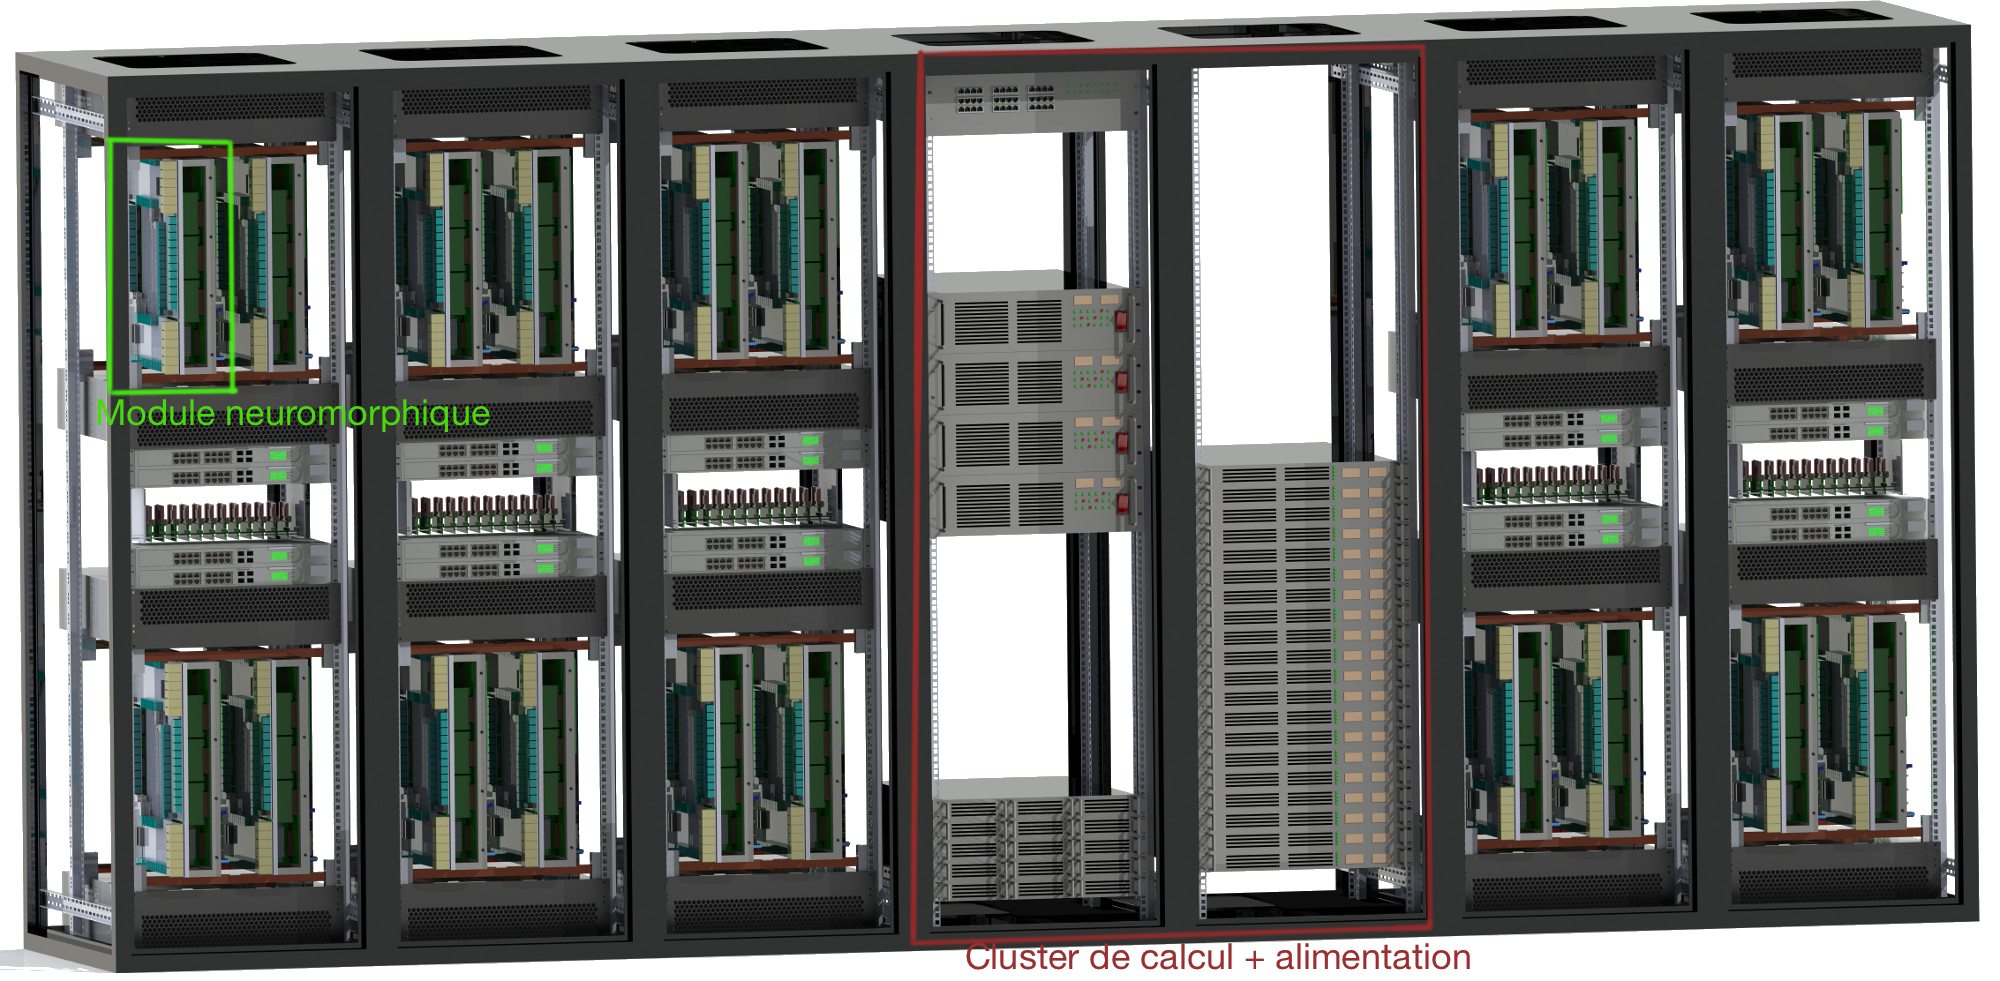 Module neuromorphique
Cluster de calcul + alimentation